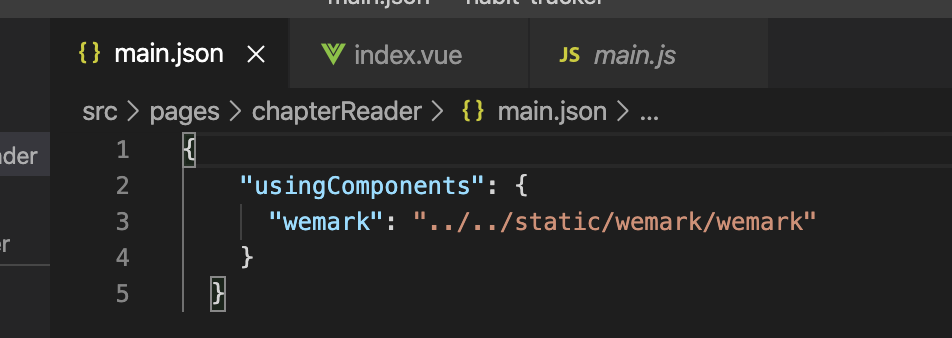 main.json — habit-tracker
{} main.json × index.vue JS main.js
src > pages > chapterReader > {} main.json > ...
ader
er
1 {
2 "usingComponents": {
3 "wemark": "../../static/wemark/wemark"
4 }
5 }